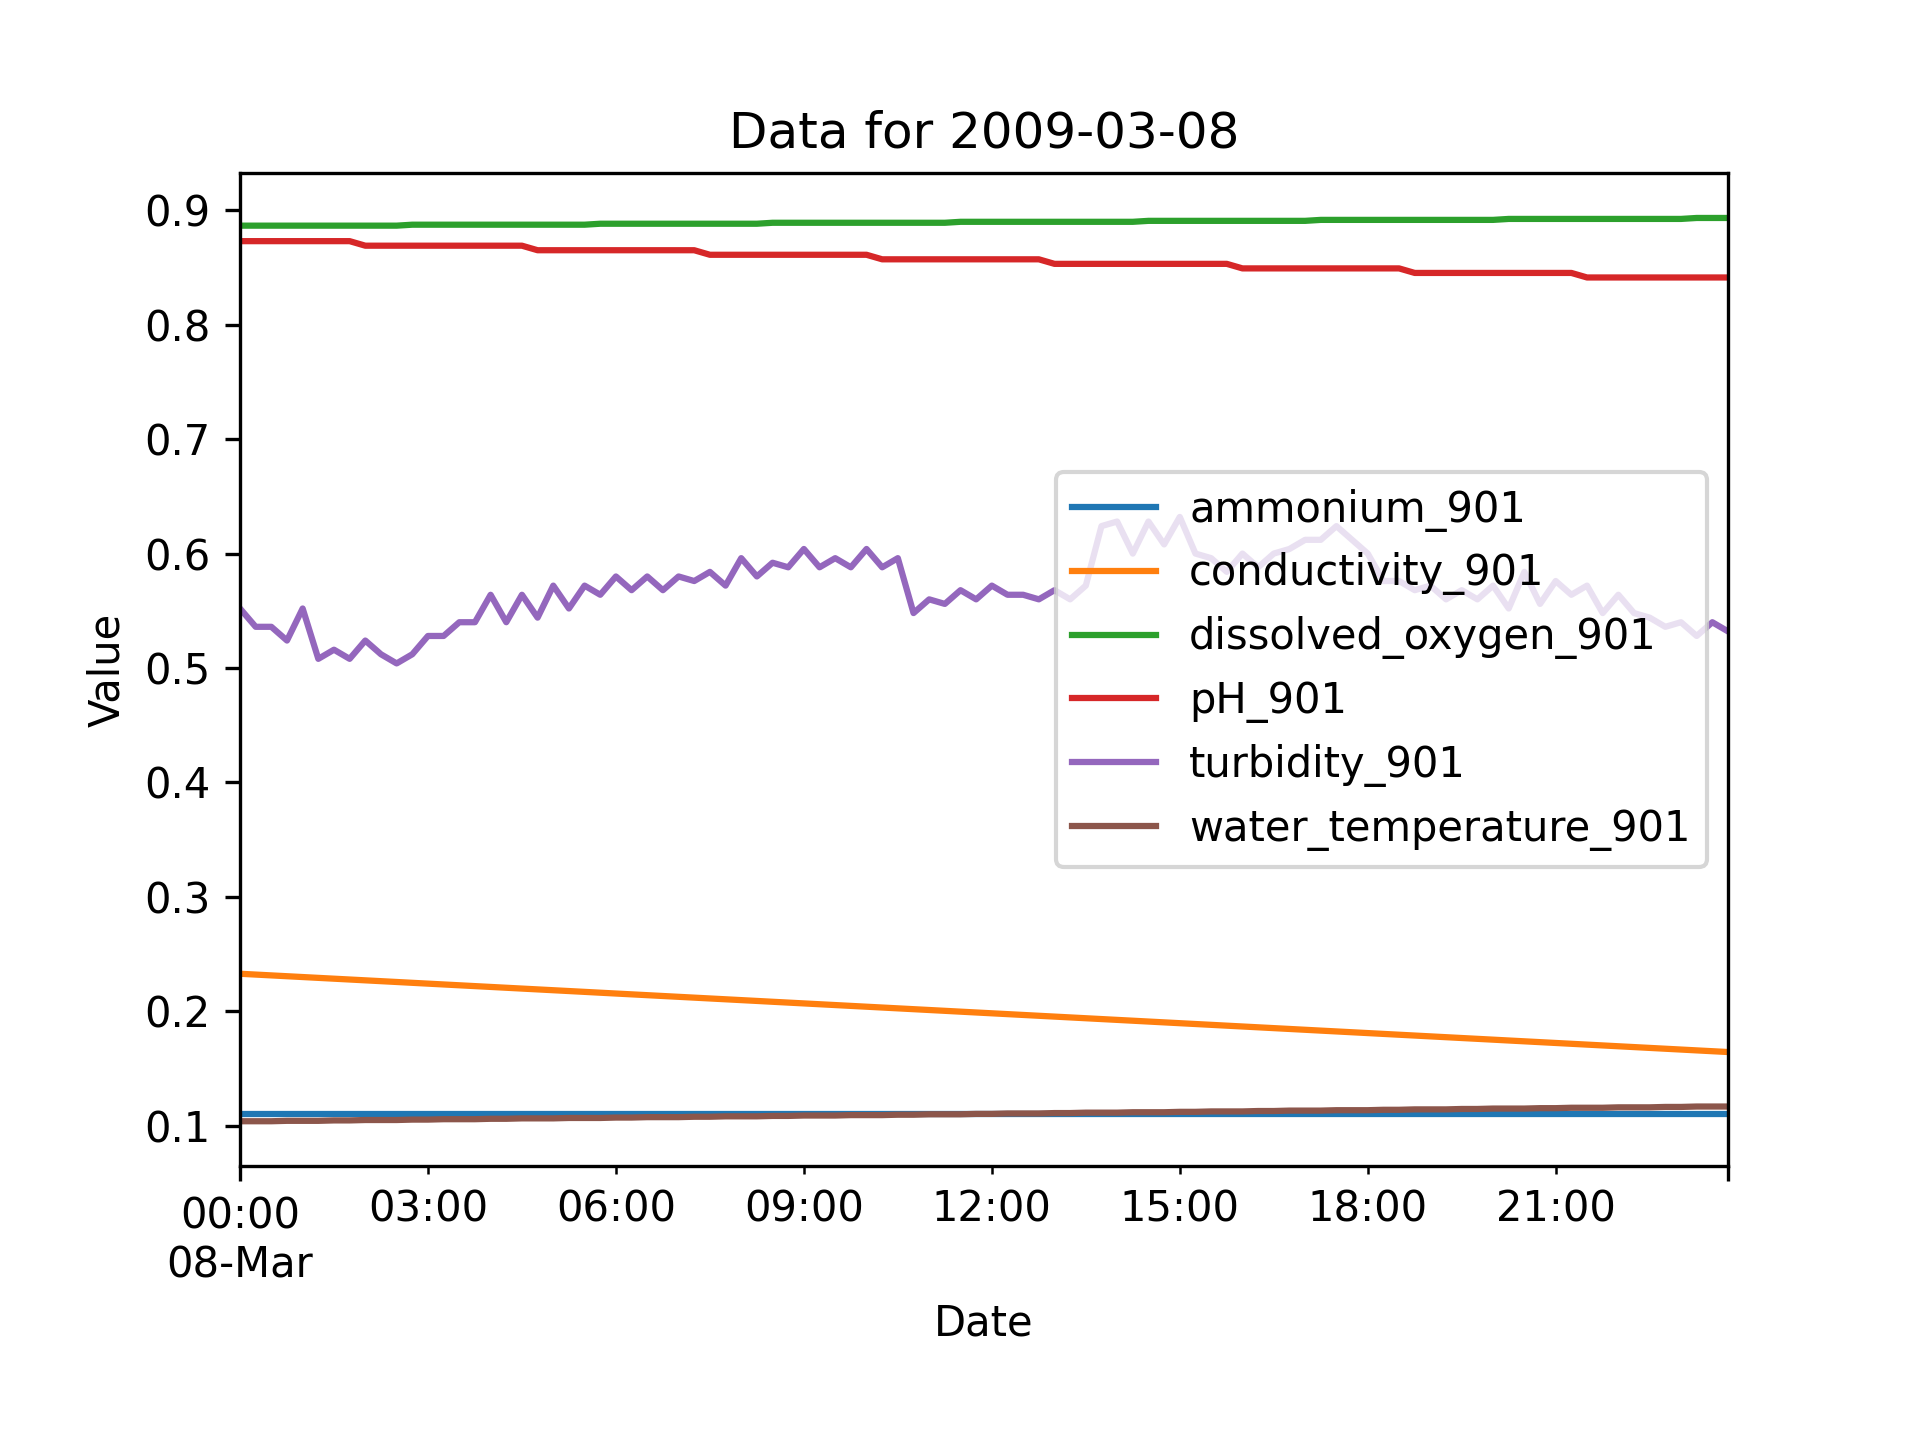 Data for 2009-03-08
0.9
0.8
0.7
0.6
0.5
0.4
0.3
0.2
0.1
Value
ammonium_901
conductivity_901
dissolved_oxygen_901
pH_901
turbidity_901
water_temperature_901
00:00 03:00 06:00 09:00 12:00 15:00 18:00 21:00
08-Mar
Date